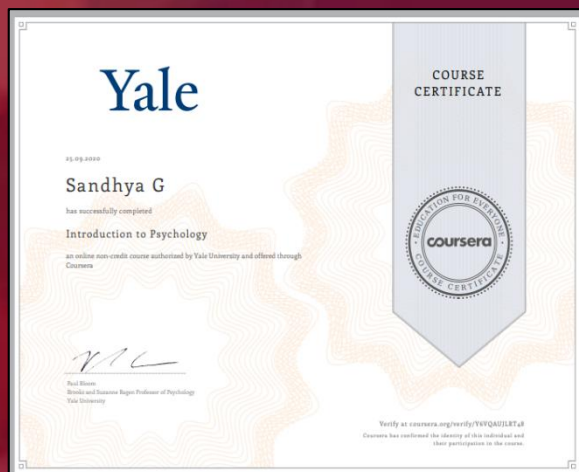 Yale
COURSE
CERTIFICATE
25.09.2020
Sandhya G
has successfully completed
Introduction to Psychology
an online non-credit course authorized by Yale University and offered through
Coursera
EDUCATION FOR EVERYONE
coursera
COURSE CERTIFICATE
Paul Bloom
Brooks and Suzanne Ragen Professor of Psychology
Yale University
Verify at coursera.org/verify/V6VQAUJLRT48
Coursera has confirmed the identity of this individual and
their participation in the course.